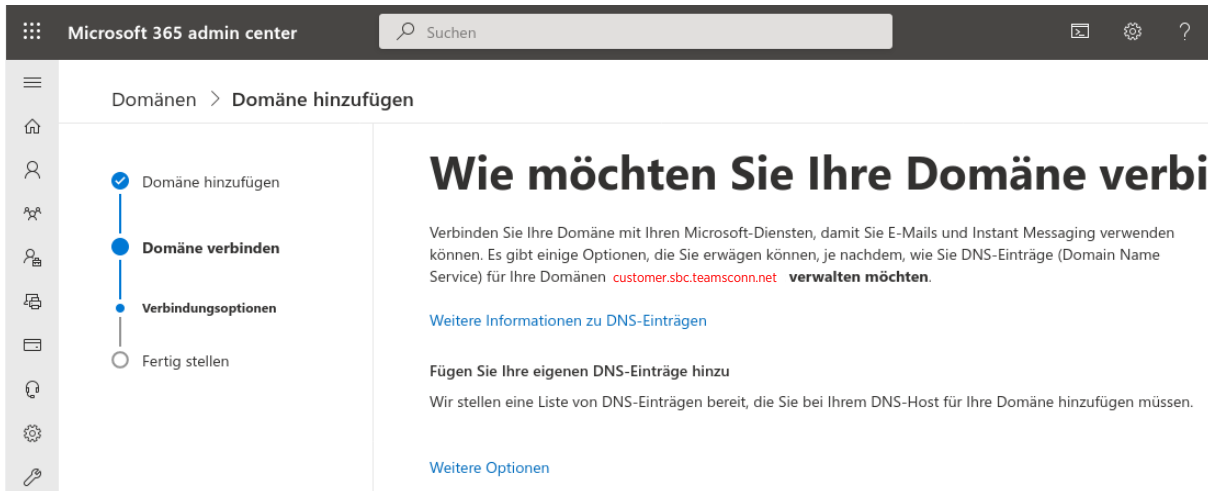 Microsoft 365 admin center
Suchen
Domänen > Domäne hinzufügen
Domäne hinzufügen
Domäne verbinden
Verbindungsoptionen
Fertig stellen
Wie möchten Sie Ihre Domäne verbi
Verbinden Sie Ihre Domäne mit Ihren Microsoft-Diensten, damit Sie E-Mails und Instant Messaging verwenden
können. Es gibt einige Optionen, die Sie erwägen können, je nachdem, wie Sie DNS-Einträge (Domain Name
Service) für Ihre Domänen customer.sbc.teamsconn.net verwalten möchten.
Weitere Informationen zu DNS-Einträgen
Fügen Sie Ihre eigenen DNS-Einträge hinzu
Wir stellen eine Liste von DNS-Einträgen bereit, die Sie bei Ihrem DNS-Host für Ihre Domäne hinzufügen müssen.
Weitere Optionen